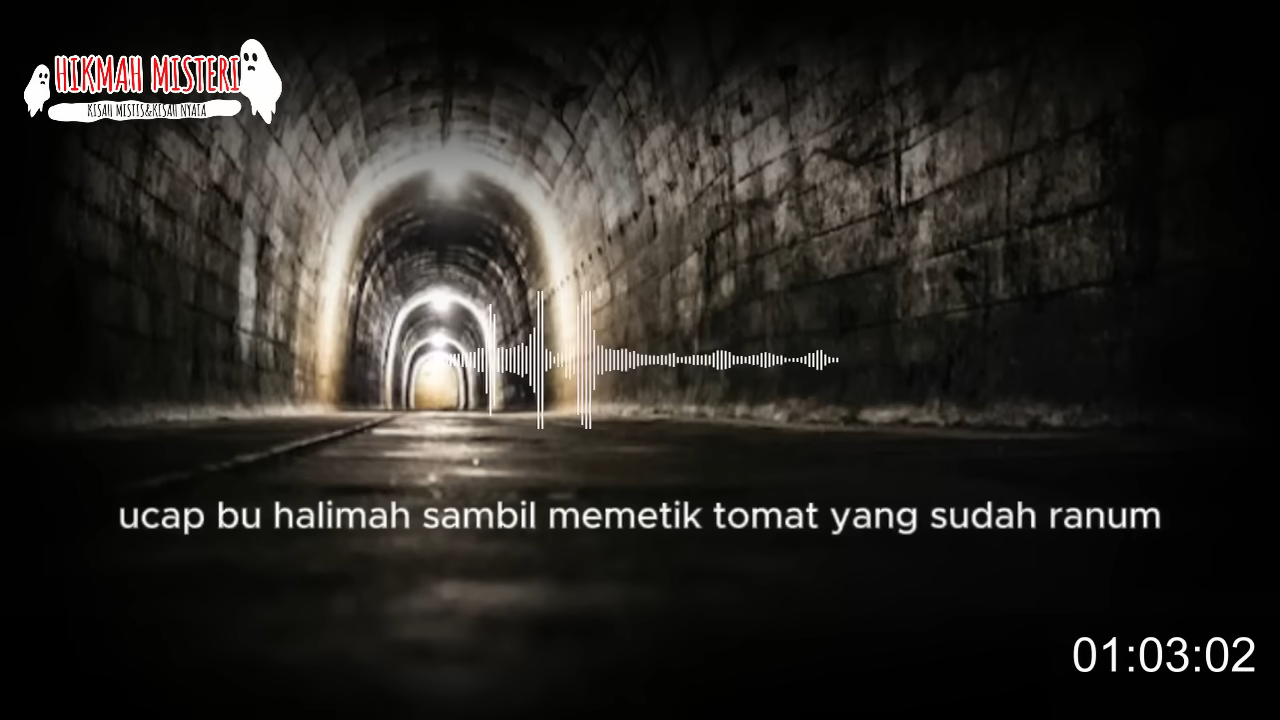 HIKMAH MISTERI
KISAH MISTIS&KISAH NYATA
ucap bu halimah sambil memetik tomat yang sudah ranum
01:03:02